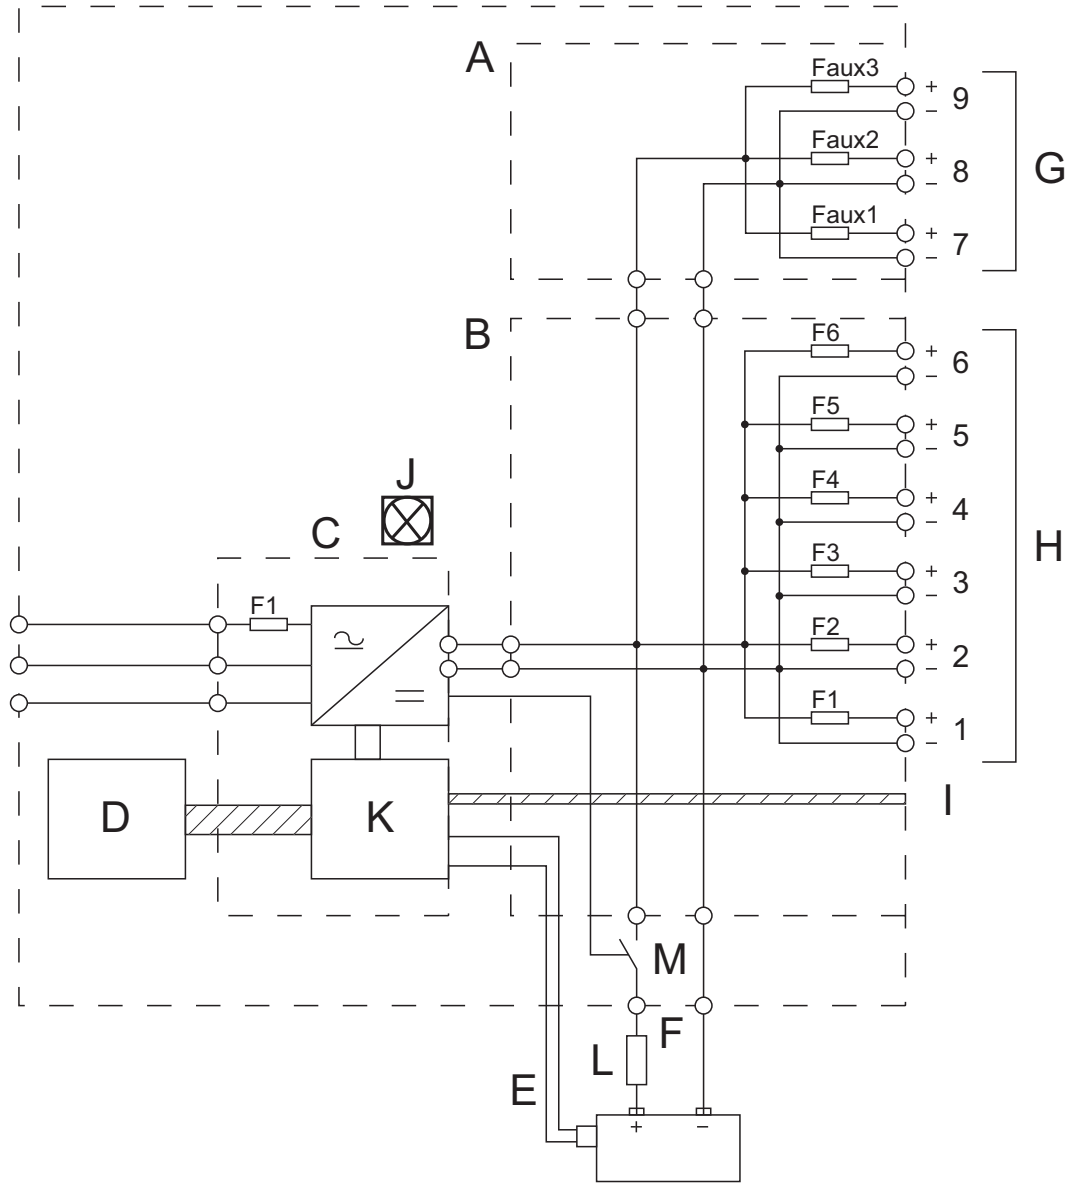 A
Faux3
+ 9
−
Faux2
+ 8
−
G
Faux1
+ 7
−
B
F6
+ 6
−
F5
+ 5
−
J
F4
+ 4
−
C
H
F3
+ 3
−
F1
F2
+ 2
−
F1
+ 1
−
D
K
I
M
F
L
E
+ −